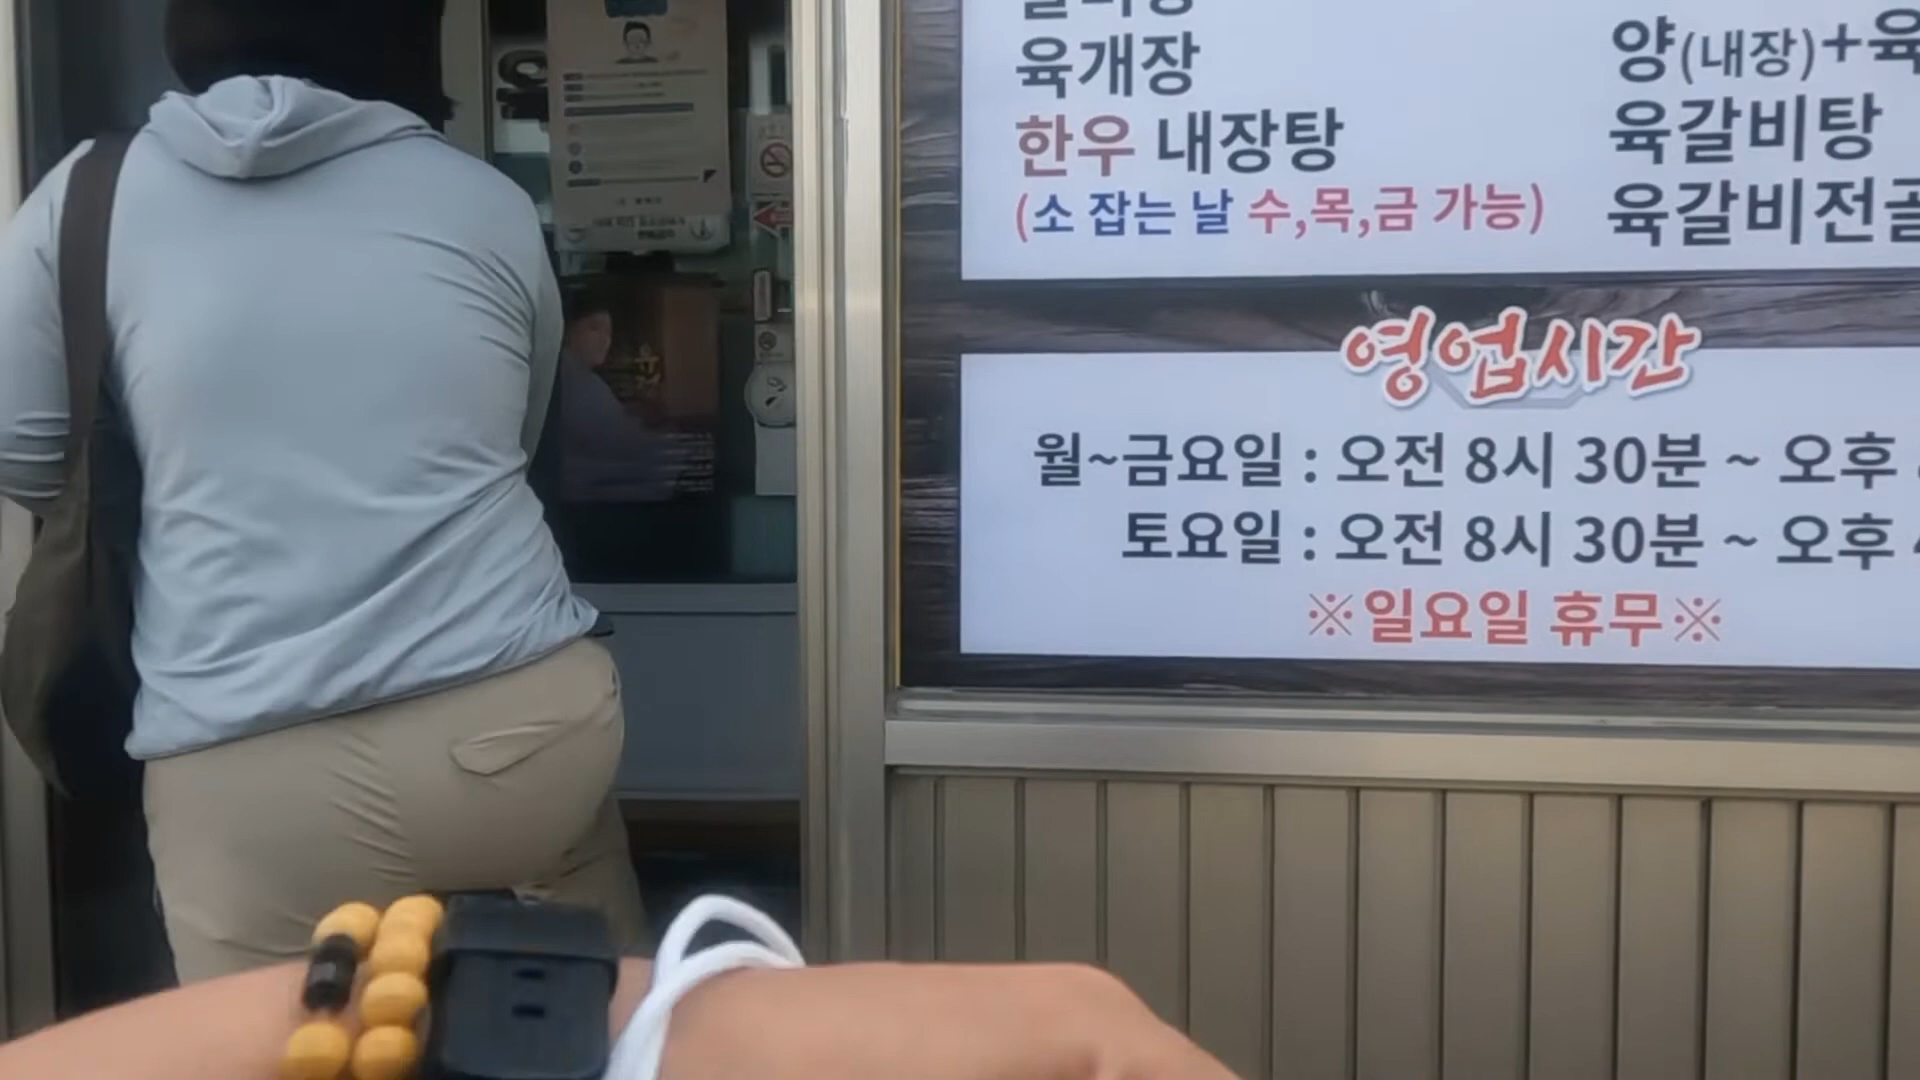 육개장
한우 내장탕
(소 잡는 날 수,목,금 가능)
양(내장)+육
육갈비탕
육갈비전골
영업시간
월~금요일 : 오전 8시 30분 ~ 오후
토요일 : 오전 8시 30분 ~ 오후
※일요일 휴무※